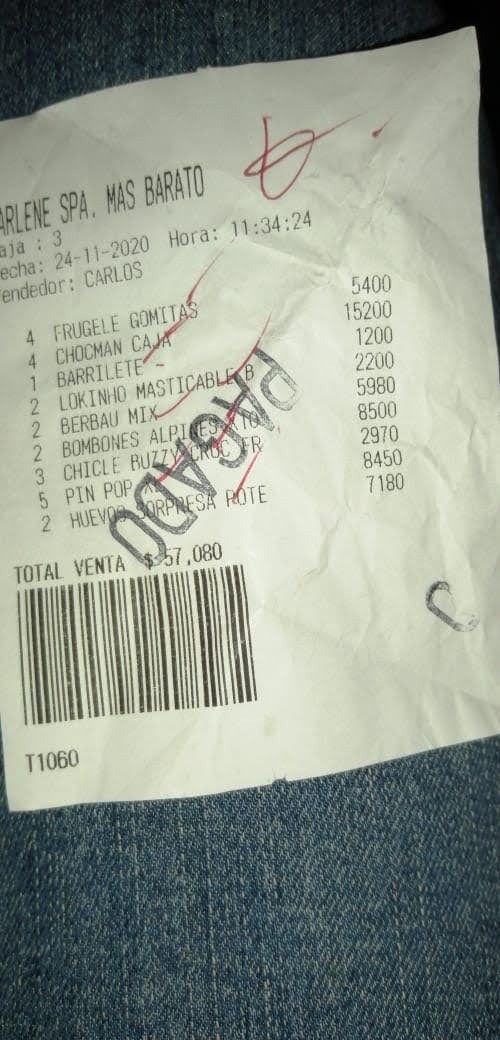 ARLENE SPA. MAS BARATO
aja : 3
echa: 24-11-2020 Hora: 11:34:24
endedor: CARLOS
4 FRUGELE GOMITAS 5400
4 CHOCMAN CAJA 15200
1 BARRILETE 1200
2 LOKINHO MASTICABLE B 2200
2 BERBAU MIX 5980
2 BOMBONES ALPINES 8500
3 CHICLE BUZZY CROC FR 2970
5 PIN POP 8450
2 HUEVOS SORPRESA POTE 7180
PAGADO
TOTAL VENTA $ 57,080
T1060